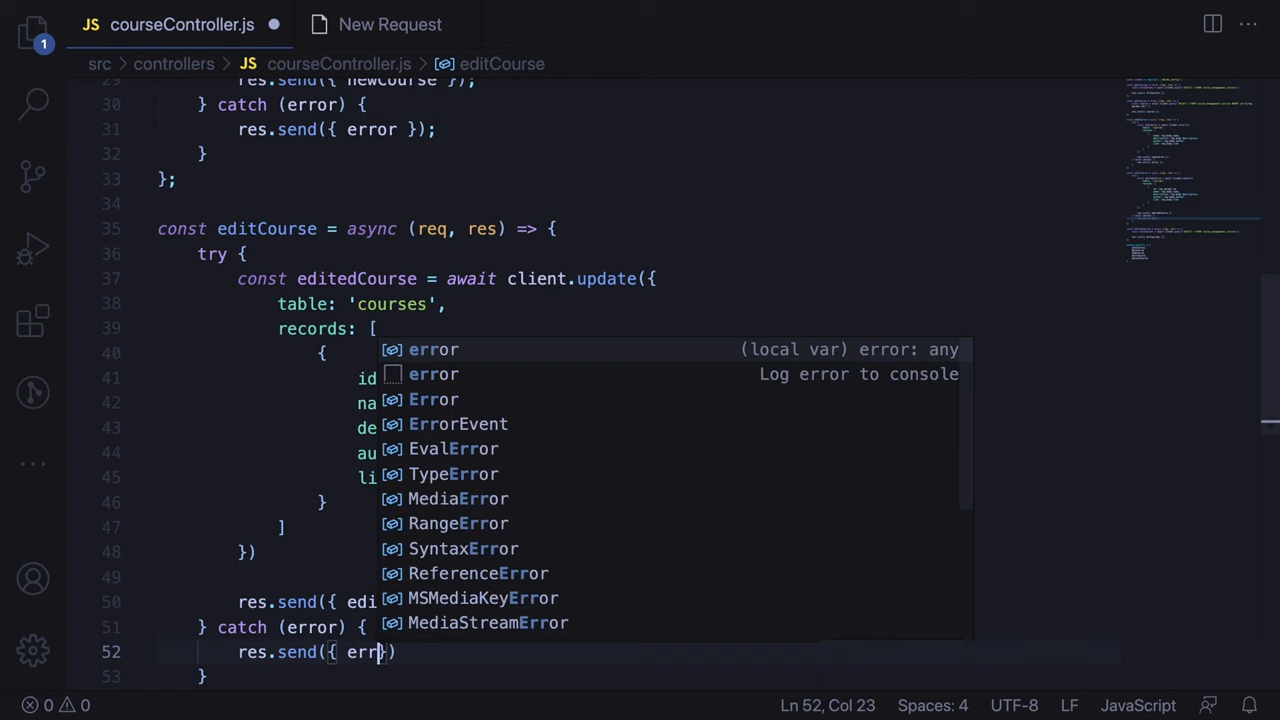 JS courseController.js
New Request
1
src > controllers > JS courseController.js > editCourse
29 res.send({ newCourse });
30 } catch (error) {
31 res.send({ error });
32 }
33 };
34
35 const editCourse = async (req, res) => {
36 try {
37 const editedCourse = await client.update({
38 table: 'courses',
39 records: [
40 {
41 id
42 na
43 de
44 au
45 li
46 }
47 ]
48 })
49
50 res.send({ edi
51 } catch (error) {
52 res.send({ err})
53 }
error (local var) error: any
error Log error to console
Error
ErrorEvent
EvalError
TypeError
MediaError
RangeError
SyntaxError
ReferenceError
MSMediaKeyError
MediaStreamError
0 0 Ln 52, Col 23 Spaces: 4 UTF-8 LF JavaScript